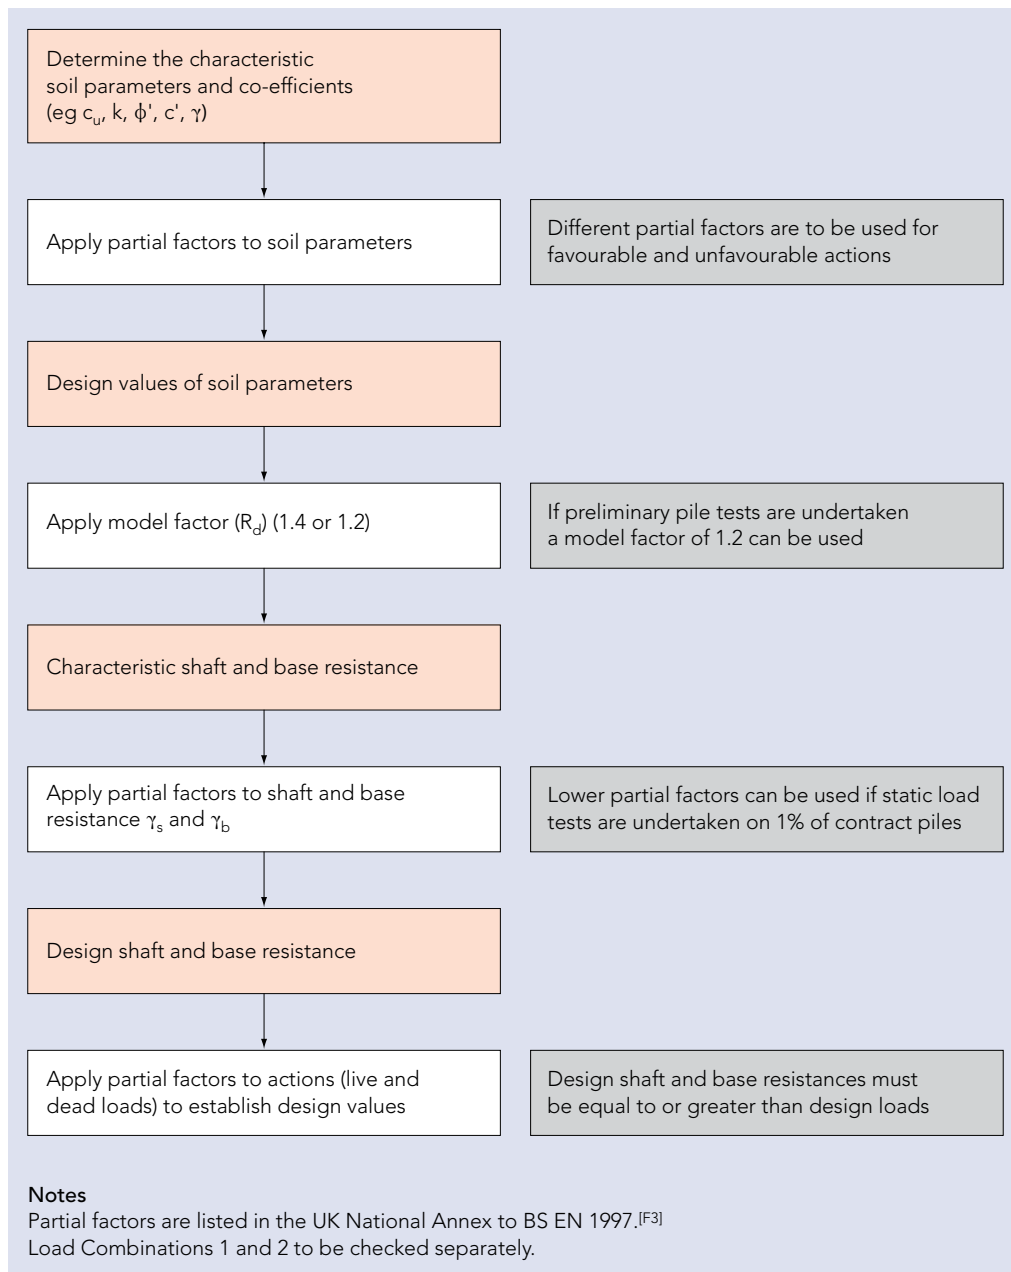 Determine the characteristic
soil parameters and co-efficients
(eg cu, k, ϕ', c', γ)
Apply partial factors to soil parameters
Different partial factors are to be used for
favourable and unfavourable actions
Design values of soil parameters
Apply model factor (Rd) (1.4 or 1.2)
If preliminary pile tests are undertaken
a model factor of 1.2 can be used
Characteristic shaft and base resistance
Apply partial factors to shaft and base
resistance γs and γb
Lower partial factors can be used if static load
tests are undertaken on 1% of contract piles
Design shaft and base resistance
Apply partial factors to actions (live and
dead loads) to establish design values
Design shaft and base resistances must
be equal to or greater than design loads
Notes
Partial factors are listed in the UK National Annex to BS EN 1997.[F3]
Load Combinations 1 and 2 to be checked separately.